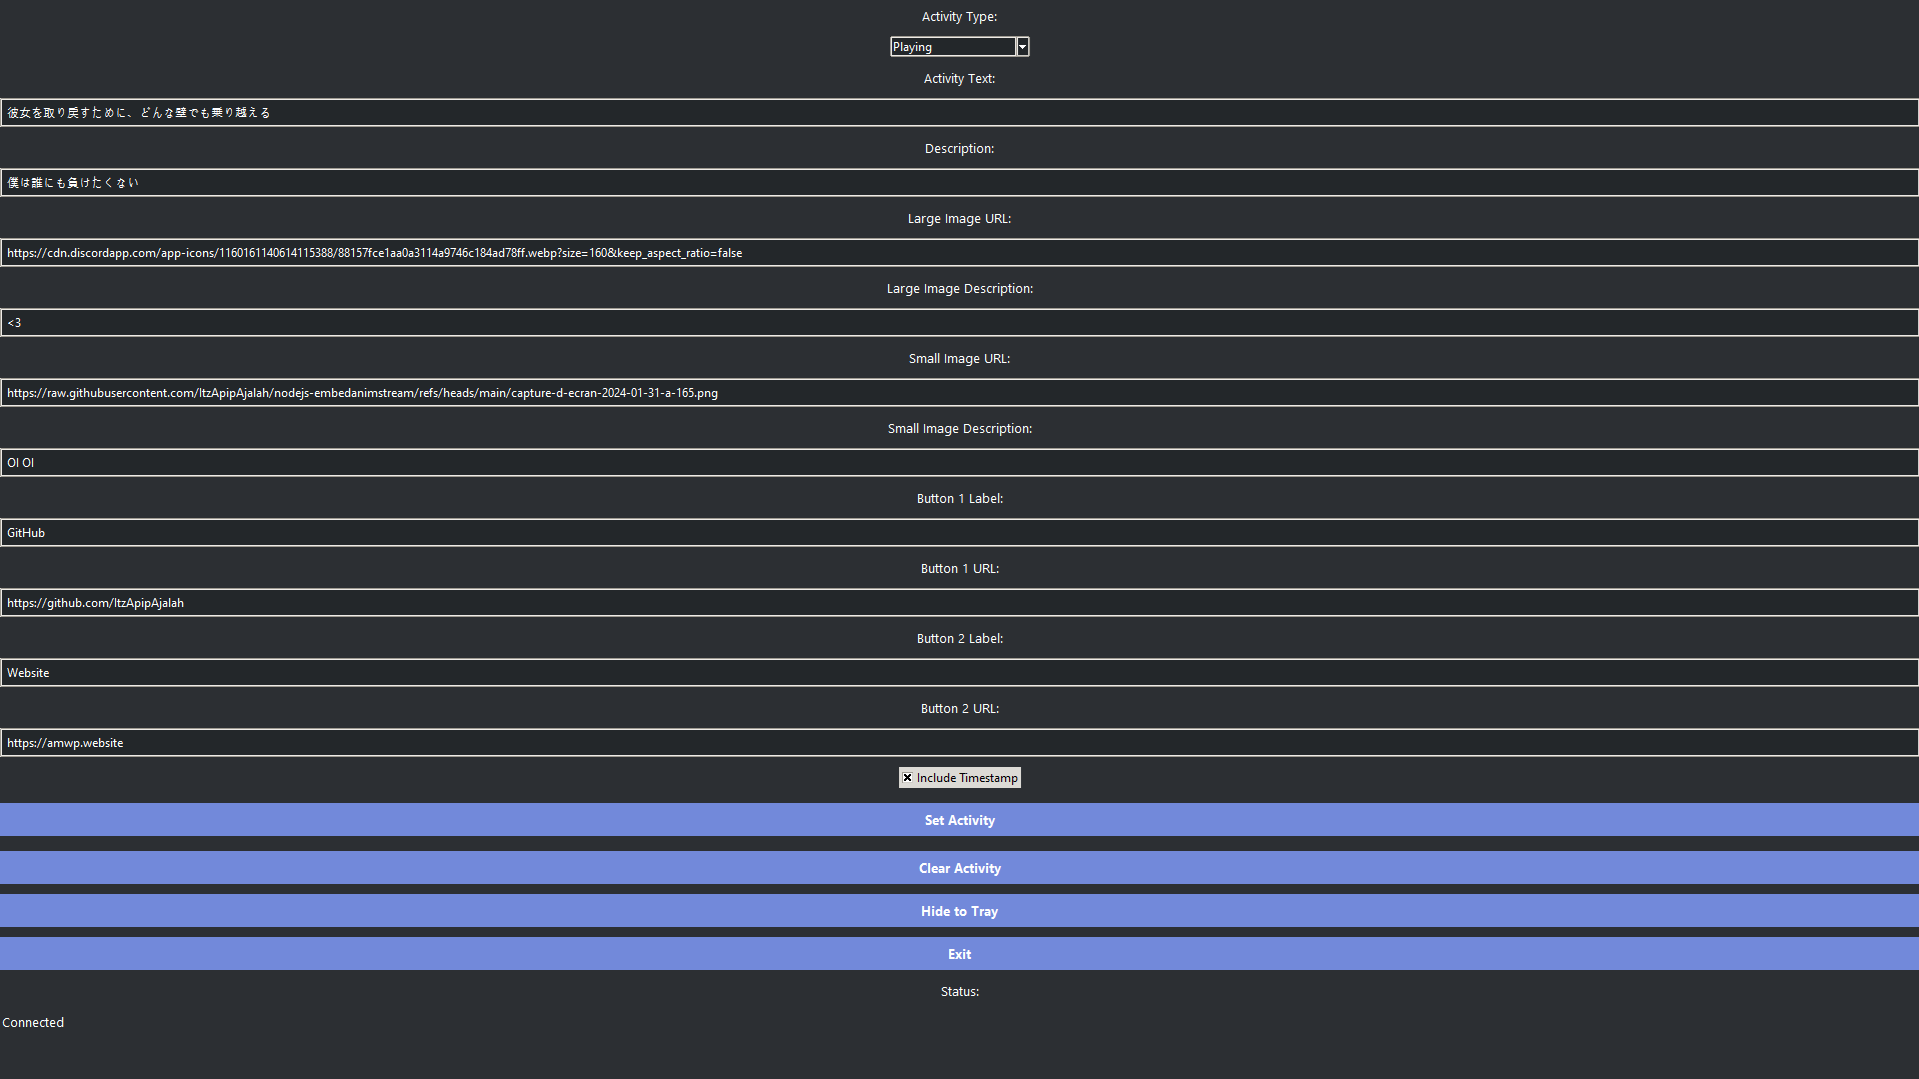 Activity Type:
Playing
Activity Text:
彼女を取り戻すために、どんな壁でも乗り越える
Description:
僕は誰にも負けたくない
Large Image URL:
https://cdn.discordapp.com/app-icons/1160161140614115388/88157fce1aa0a3114a9746c184ad78ff.webp?size=160&keep_aspect_ratio=false
Large Image Description:
<3
Small Image URL:
https://raw.githubusercontent.com/ItzApipAjalah/nodejs-embedanimstream/refs/heads/main/capture-d-ecran-2024-01-31-a-165.png
Small Image Description:
OI OI
Button 1 Label:
GitHub
Button 1 URL:
https://github.com/ItzApipAjalah
Button 2 Label:
Website
Button 2 URL:
https://amwp.website
Include Timestamp
Set Activity
Clear Activity
Hide to Tray
Exit
Status:
Connected